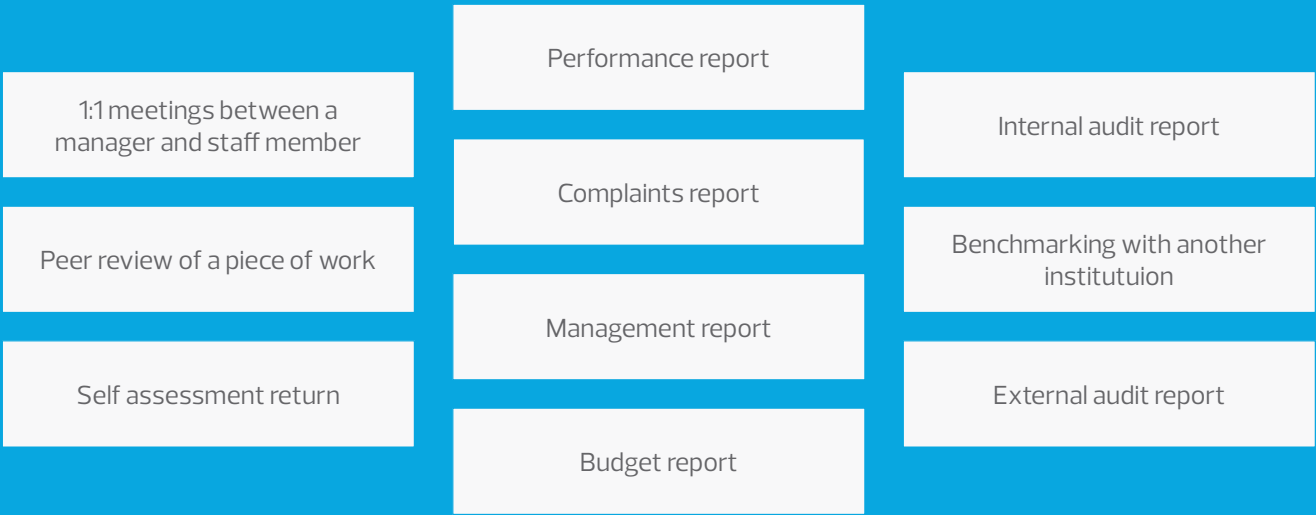 1:1 meetings between a
manager and staff member
Peer review of a piece of work
Self assessment return
Performance report
Complaints report
Management report
Budget report
Internal audit report
Benchmarking with another
institutuion
External audit report